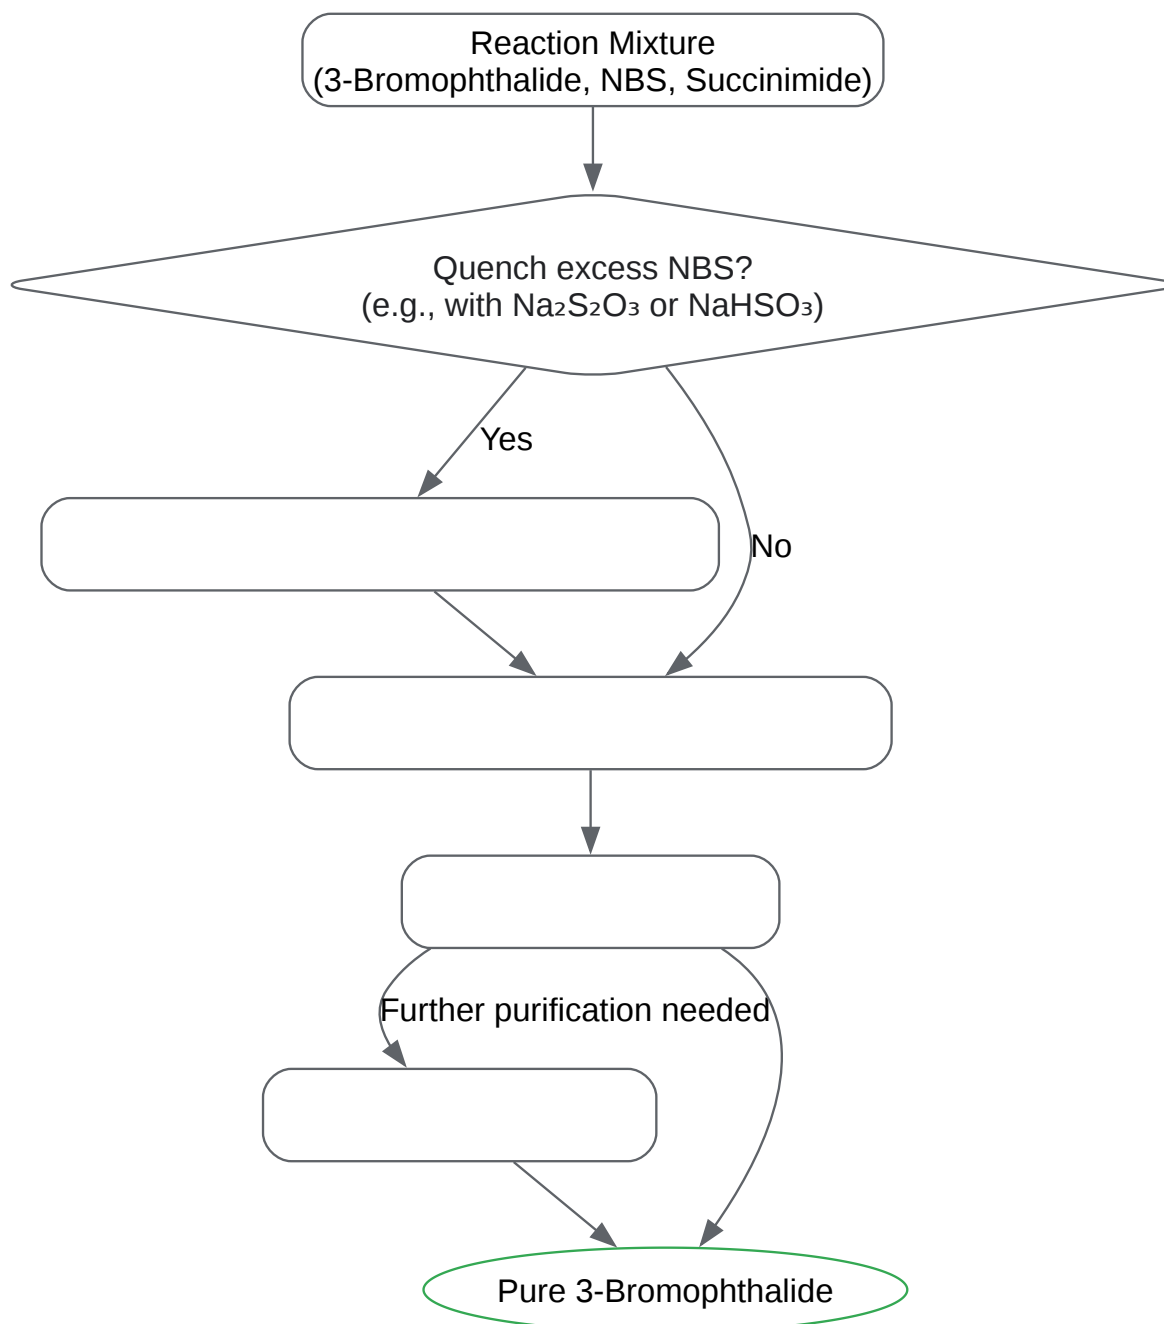 Reaction Mixture
(3-Bromophthalide, NBS, Succinimide)
Quench excess NBS?
(e.g., with Na₂S₂O₃ or NaHSO₃)
Yes
No
Further purification needed
Pure 3-Bromophthalide